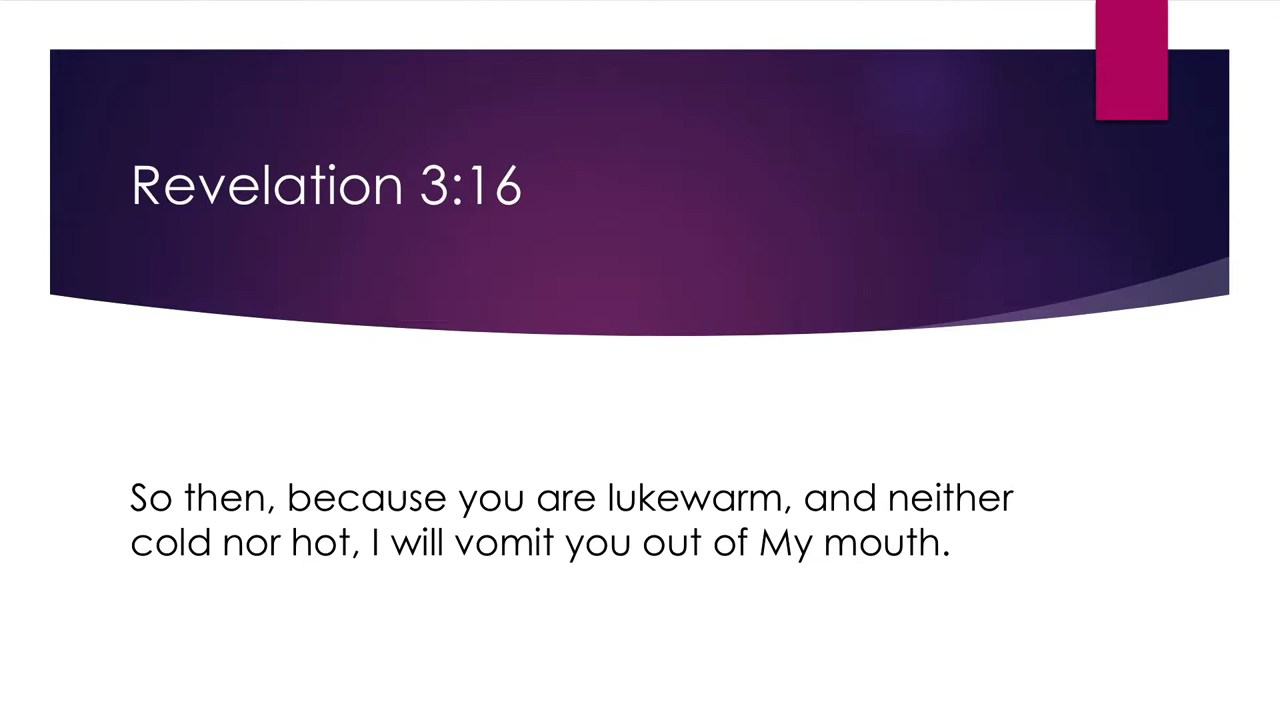 Revelation 3:16
So then, because you are lukewarm, and neither
cold nor hot, I will vomit you out of My mouth.